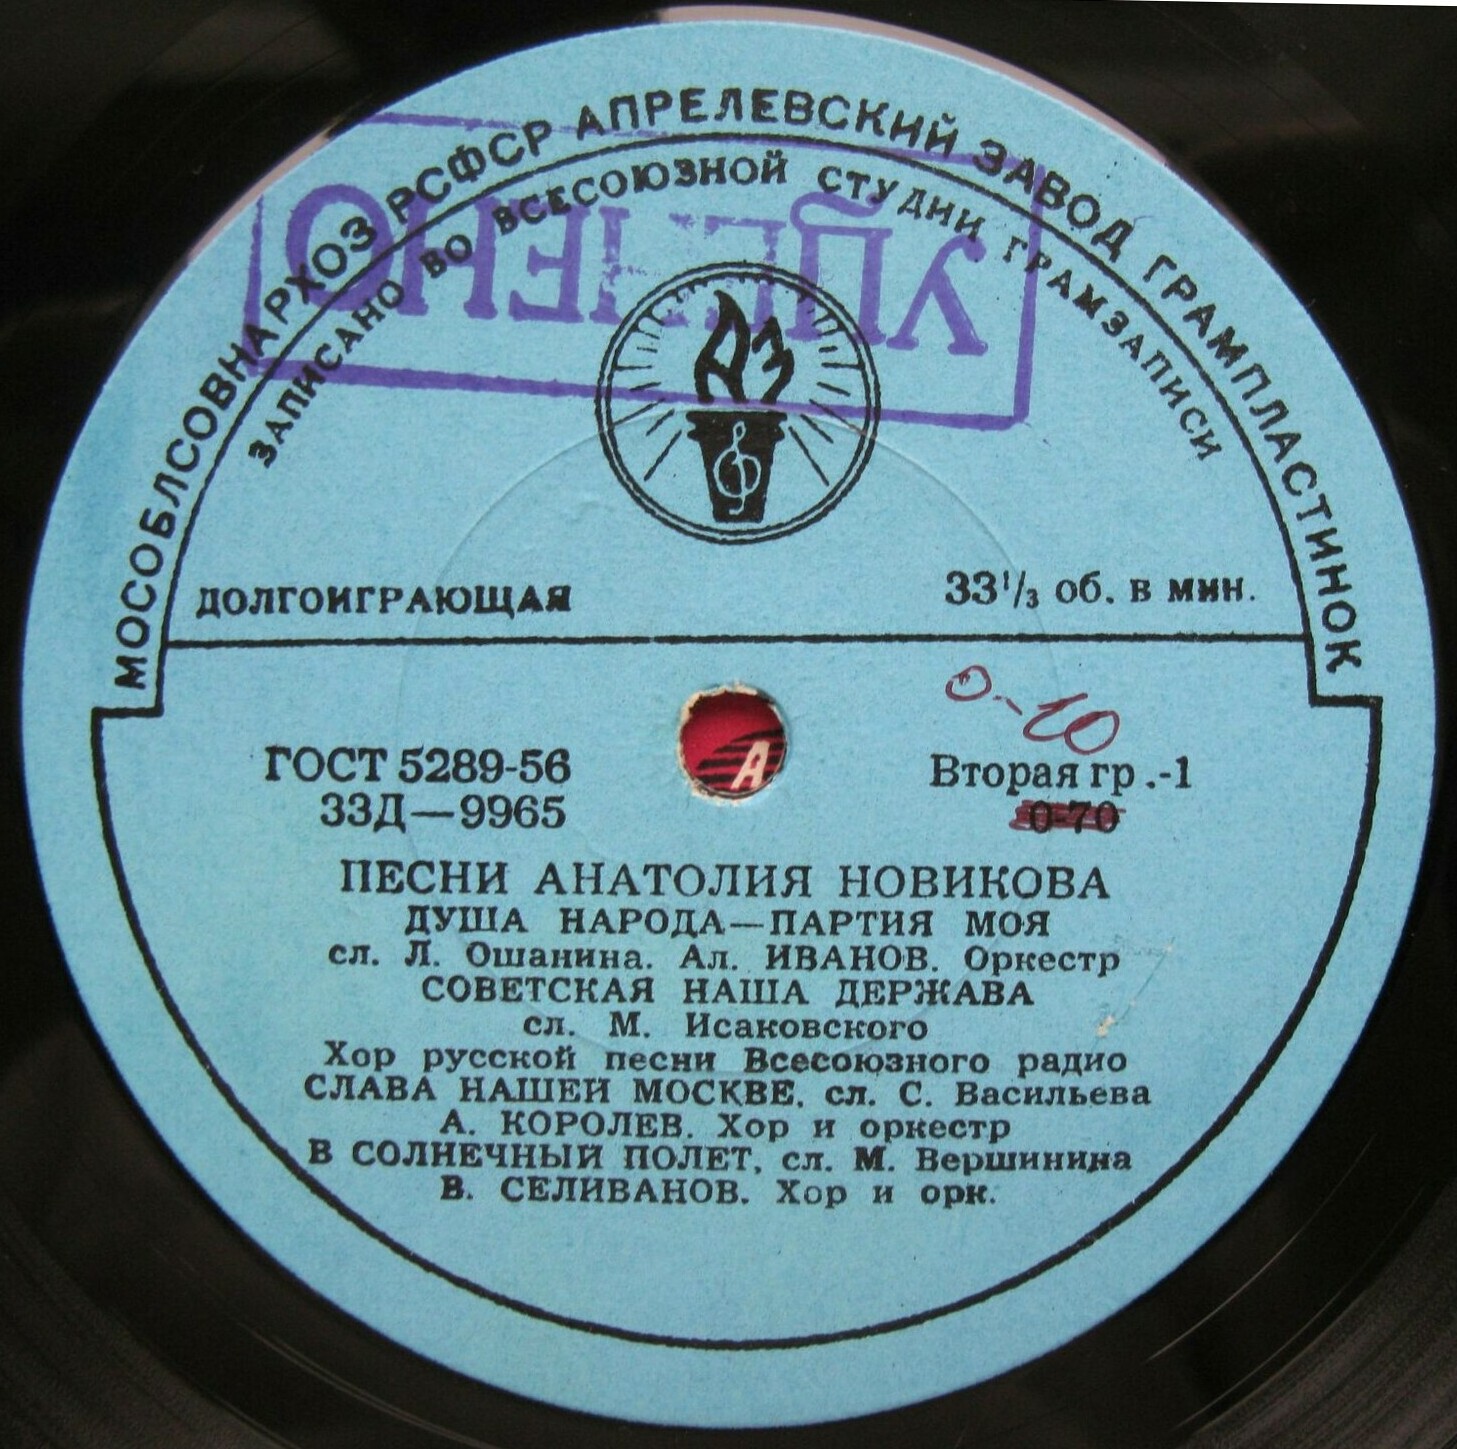 МОСОБЛСОВНАРХОЗ РСФСР АПРЕЛЕВСКИЙ ЗАВОД ГРАМПЛАСТИНОК
ЗАПИСАНО ВО ВСЕСОЮЗНОЙ СТУДИИ ГРАМЗАПИСИ
УЦЕНЕНО
АЗ
ДОЛГОИГРАЮЩАЯ
33 1/3 об. в мин.
0-10
ГОСТ 5289-56
Вторая гр.-1
33Д—9965
0-70
А
ПЕСНИ АНАТОЛИЯ НОВИКОВА
ДУША НАРОДА—ПАРТИЯ МОЯ
сл. Л. Ошанина. Ал. ИВАНОВ. Оркестр
СОВЕТСКАЯ НАША ДЕРЖАВА
сл. М. Исаковского
Хор русской песни Всесоюзного радио
СЛАВА НАШЕЙ МОСКВЕ, сл. С. Васильева
А. КОРОЛЕВ. Хор и оркестр
В СОЛНЕЧНЫЙ ПОЛЕТ, сл. М. Вершинина
В. СЕЛИВАНОВ. Хор и орк.